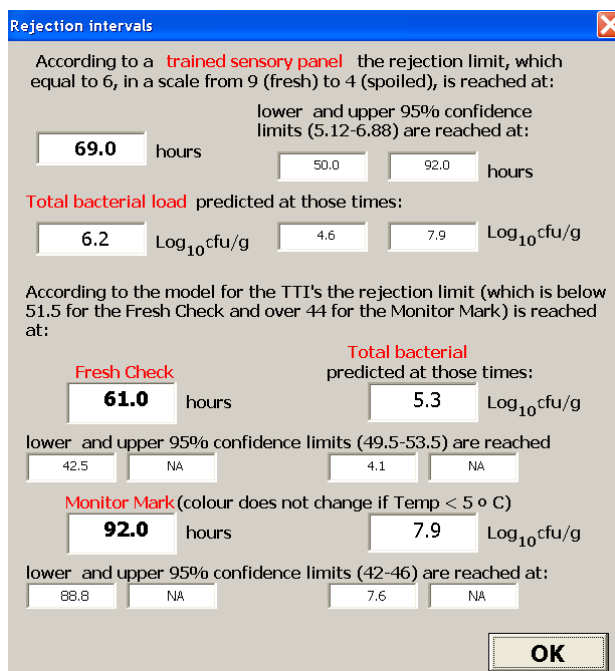 Rejection intervals
According to a trained sensory panel the rejection limit, which
equal to 6, in a scale from 9 (fresh) to 4 (spoiled), is reached at:
lower and upper 95% confidence
limits (5.12-6.88) are reached at:
69.0 hours
50.0 92.0 hours
Total bacterial load predicted at those times:
6.2 Log10cfu/g 4.6 7.9 Log10cfu/g
According to the model for the TTI's the rejection limit (which is below
51.5 for the Fresh Check and over 44 for the Monitor Mark) is reached
at:
Total bacterial
Fresh Check predicted at those times:
61.0 hours 5.3 Log10cfu/g
lower and upper 95% confidence limits (49.5-53.5) are reached
42.5 NA 4.1 NA
Monitor Mark (colour does not change if Temp < 5 º C)
92.0 hours 7.9 Log10cfu/g
lower and upper 95% confidence limits (42-46) are reached at:
88.8 NA 7.6 NA
OK